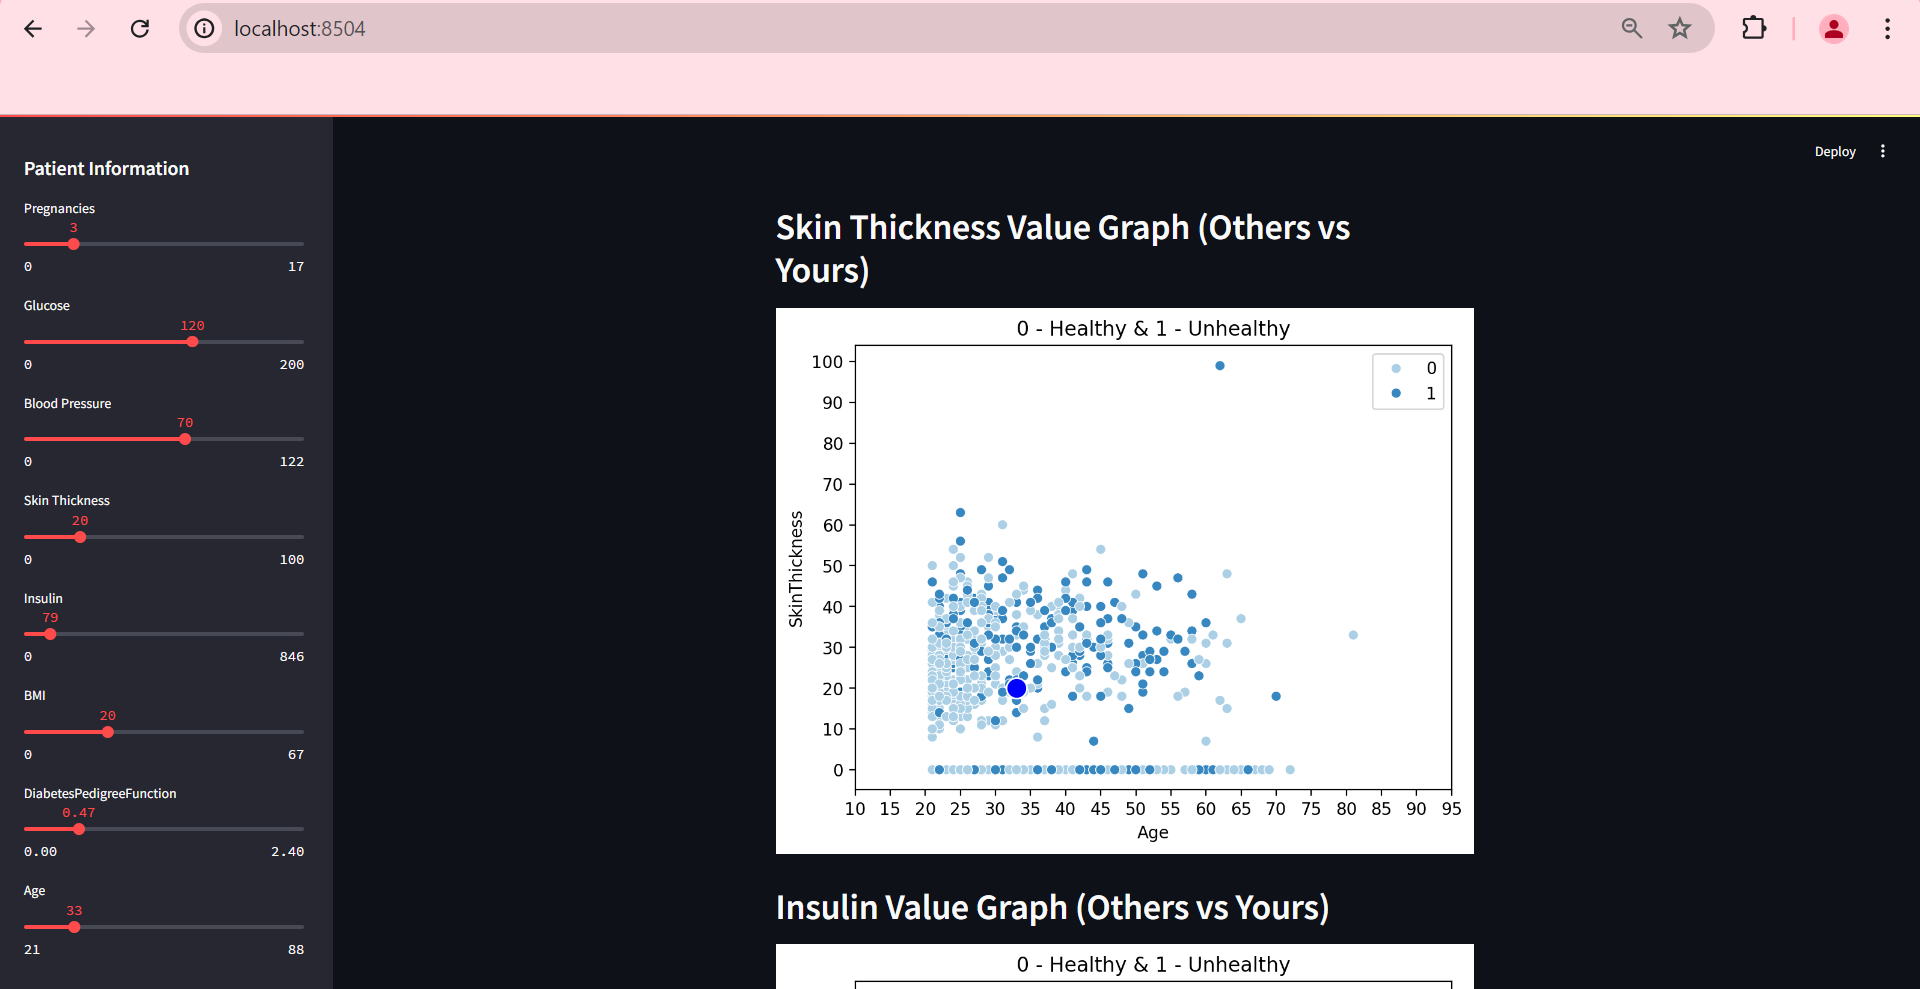 localhost:8504
Deploy
Patient Information
Pregnancies
3
0 17
Glucose
120
0 200
Blood Pressure
70
0 122
Skin Thickness
20
0 100
Insulin
79
0 846
BMI
20
0 67
DiabetesPedigreeFunction
0.47
0.00 2.40
Age
33
21 88
Skin Thickness Value Graph (Others vs
Yours)
0 - Healthy & 1 - Unhealthy
0
1
100
90
80
70
60
50
40
30
20
10
0
SkinThickness
10 15 20 25 30 35 40 45 50 55 60 65 70 75 80 85 90 95
Age
Insulin Value Graph (Others vs Yours)
0 - Healthy & 1 - Unhealthy